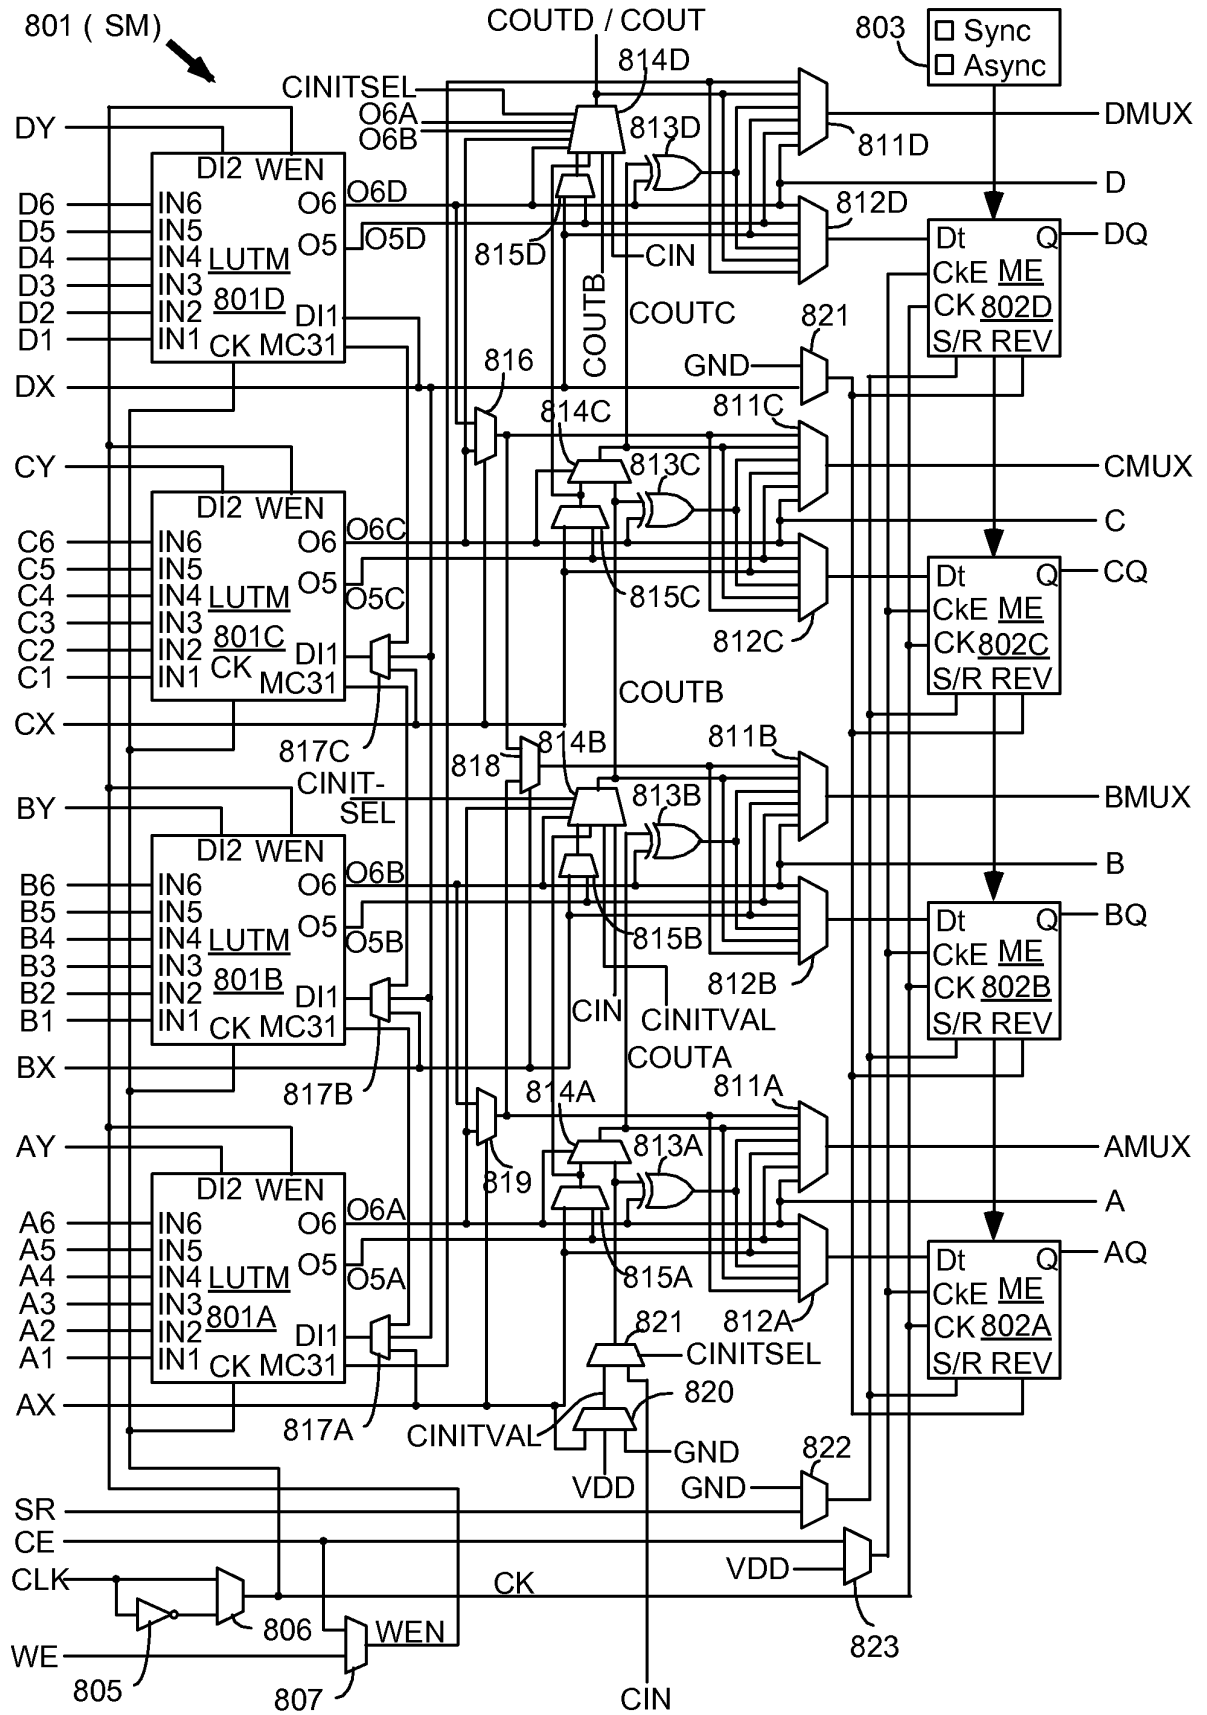 801 ( SM)
COUTD / COUT
814D
803
Sync
Async
CINITSEL
O6A
O6B
813D
DMUX
811D
DY
DI2 WEN
D6
D5
D4
D3
D2
D1
IN6
IN5
IN4
IN3
IN2
IN1
O6
O5
LUTM
801D
DI1
CK MC31
O6D
O5D
815D
COUTB
CIN
COUTC
D
812D
Dt
Q
CkE ME
CK 802D
S/R REV
DQ
DX
816
GND
821
814C
811C
CY
DI2 WEN
813C
CMUX
C6
C5
C4
C3
C2
C1
IN6
IN5
IN4
IN3
IN2
IN1
O6
O5
LUTM
801C
CK
DI1
MC31
O6C
O5C
815C
C
812C
Dt
Q
CkE ME
CK 802C
S/R REV
CQ
COUTB
CX
817C
818
814B
811B
CINIT-
SEL
813B
BMUX
BY
DI2 WEN
B6
B5
B4
B3
B2
B1
IN6
IN5
IN4
IN3
IN2
IN1
O6
O5
LUTM
801B
DI1
CK MC31
O6B
O5B
815B
B
812B
Dt
Q
CkE ME
CK 802B
S/R REV
BQ
CIN
CINITVAL
COUTA
BX
817B
814A
811A
AY
DI2 WEN
819
813A
AMUX
A6
A5
A4
A3
A2
A1
IN6
IN5
IN4
IN3
IN2
IN1
O6
O5
LUTM
801A
DI1
CK MC31
O6A
O5A
815A
A
812A
Dt
Q
CkE ME
CK 802A
S/R REV
AQ
821
CINITSEL
820
AX
817A
CINITVAL
GND
VDD
GND
822
SR
CE
VDD
823
CLK
CK
806
WEN
WE
805
807
CIN